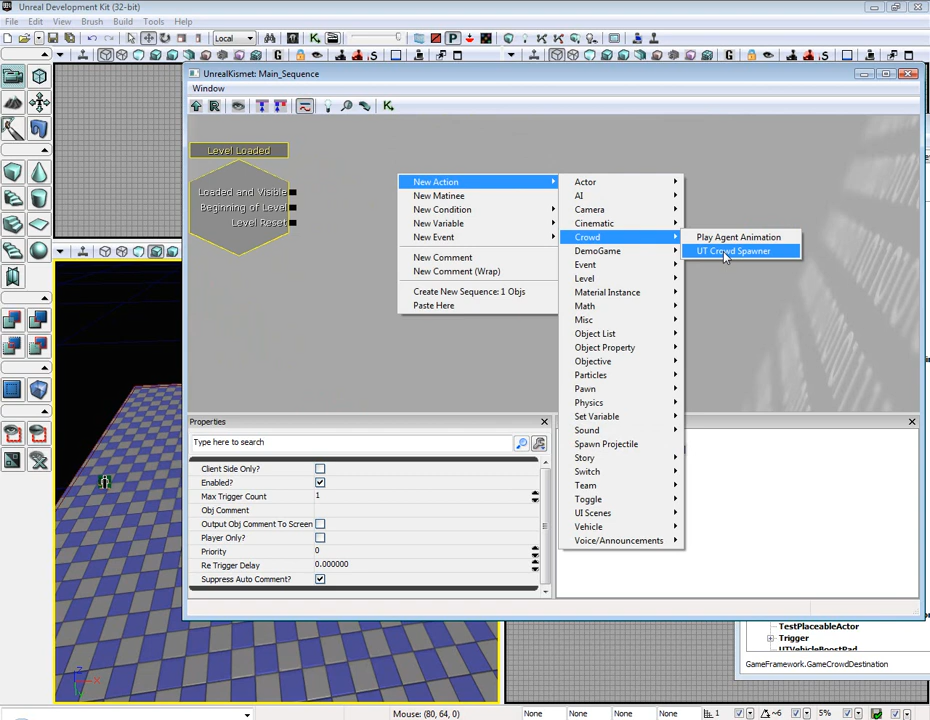 Unreal Development Kit (32-bit)
File Edit View Brush Build Tools Help
Local
UnrealKismet: Main_Sequence
Window
Level Loaded
Loaded and Visible
Beginning of Level
Level Reset
New Action
New Matinee
New Condition
New Variable
New Event
New Comment
New Comment (Wrap)
Create New Sequence: 1 Objs
Paste Here
Actor
AI
Camera
Cinematic
Crowd
DemoGame
Event
Level
Material Instance
Math
Misc
Object List
Object Property
Objective
Particles
Pawn
Physics
Set Variable
Sound
Spawn Projectile
Story
Switch
Team
Toggle
UI Scenes
Vehicle
Voice/Announcements
Play Agent Animation
UT Crowd Spawner
Properties
Type here to search
Client Side Only?
Enabled?
Max Trigger Count 1
Obj Comment
Output Obj Comment To Screen
Player Only?
Priority 0
Re Trigger Delay 0.000000
Suppress Auto Comment?
TestPlaceableActor
Trigger
UTVehicleBoostPad
GameFramework.GameCrowdDestination
Mouse: (80, 64, 0) None None None None 1 ~6 5%